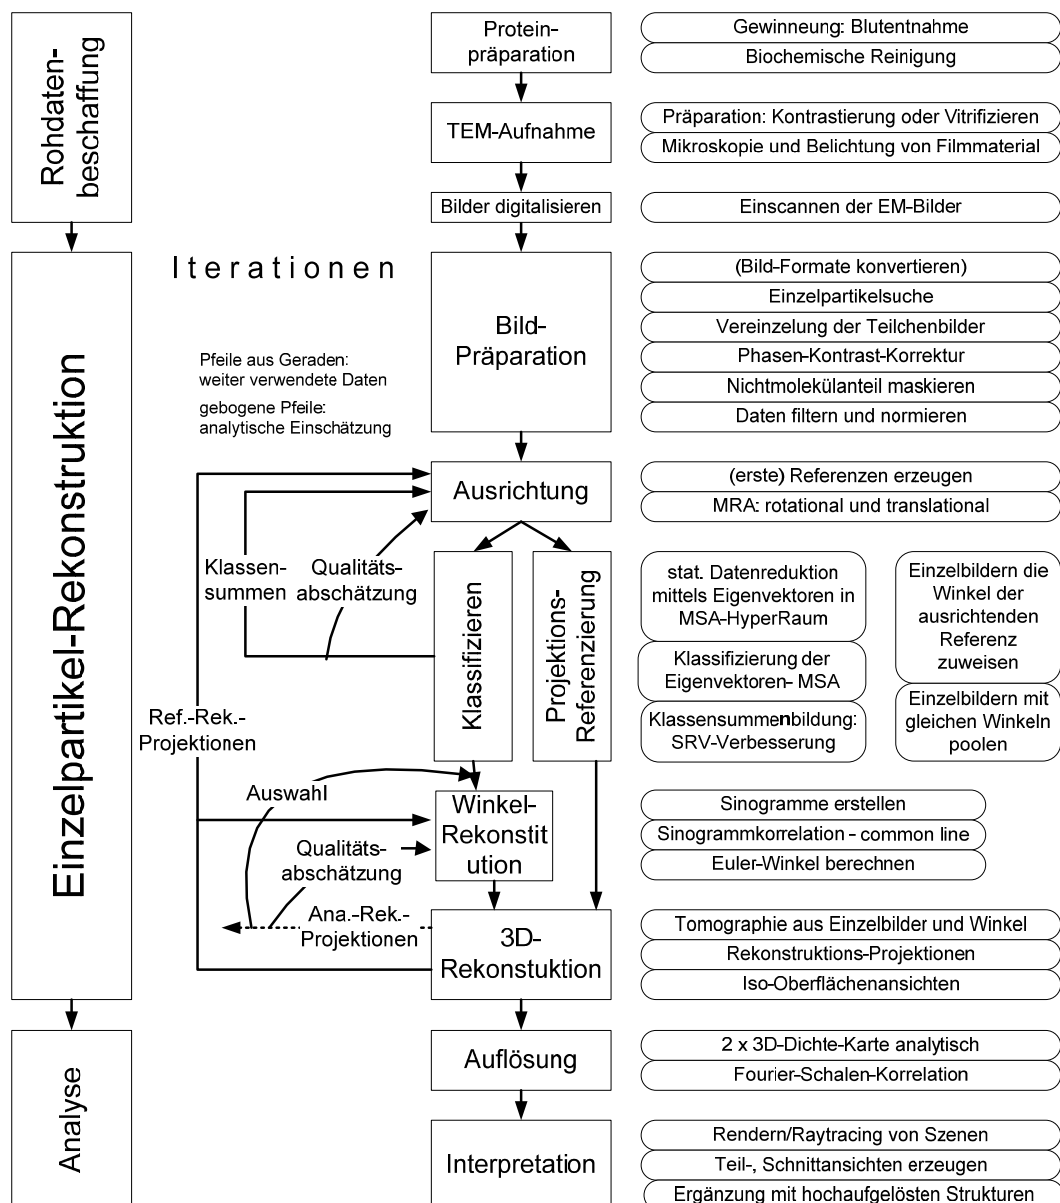 Rohdaten-
beschaffung
Protein-
präparation
Gewinneung: Blutentnahme
Biochemische Reinigung
TEM-Aufnahme
Präparation: Kontrastierung oder Vitrifizieren
Mikroskopie und Belichtung von Filmmaterial
Bilder digitalisieren
Einscannen der EM-Bilder
Einzelpartikel-Rekonstruktion
Iterationen
Pfeile aus Geraden:
weiter verwendete Daten
gebogene Pfeile:
analytische Einschätzung
Bild-
Präparation
(Bild-Formate konvertieren)
Einzelpartikelsuche
Vereinzelung der Teilchenbilder
Phasen-Kontrast-Korrektur
Nichtmolekülanteil maskieren
Daten filtern und normieren
Ausrichtung
(erste) Referenzen erzeugen
MRA: rotational und translational
Klassen-
summen
Qualitäts-
abschätzung
Klassifizieren
Projektions-
Referenzierung
stat. Datenreduktion
mittels Eigenvektoren in
MSA-HyperRaum
Klassifizierung der
Eigenvektoren- MSA
Klassensummenbildung:
SRV-Verbesserung
Einzelbildern die
Winkel der
ausrichtenden
Referenz
zuweisen
Einzelbildern mit
gleichen Winkeln
poolen
Ref.-Rek.-
Projektionen
Auswahl
Winkel-
Rekonstit
ution
Qualitäts-
abschätzung
Sinogramme erstellen
Sinogrammkorrelation - common line
Euler-Winkel berechnen
Ana.-Rek.-
Projektionen
3D-
Rekonstuktion
Tomographie aus Einzelbilder und Winkel
Rekonstruktions-Projektionen
Iso-Oberflächenansichten
Analyse
Auflösung
2 x 3D-Dichte-Karte analytisch
Fourier-Schalen-Korrelation
Interpretation
Rendern/Raytracing von Szenen
Teil-, Schnittansichten erzeugen
Ergänzung mit hochaufgelösten Strukturen